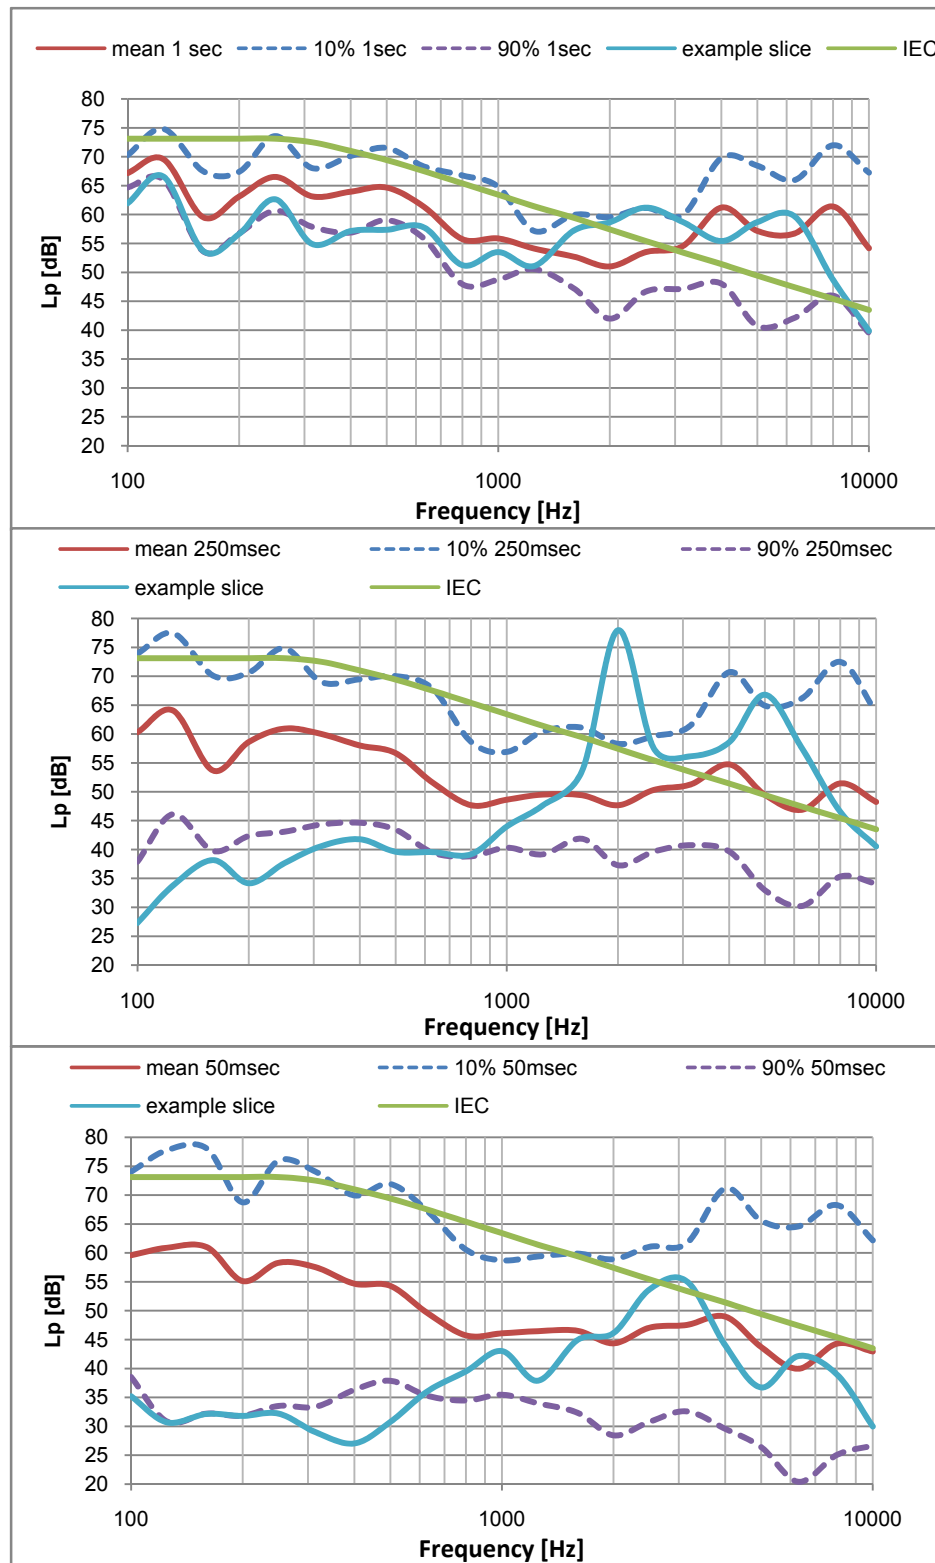 mean 1 sec 10% 1sec 90% 1sec example slice IEC
80
75
70
65
60
55
50
45
40
35
30
25
20
Lp [dB]
100 1000 10000
Frequency [Hz]
mean 250msec 10% 250msec 90% 250msec
example slice IEC
80
75
70
65
60
55
50
45
40
35
30
25
20
Lp [dB]
100 1000 10000
Frequency [Hz]
mean 50msec 10% 50msec 90% 50msec
example slice IEC
80
75
70
65
60
55
50
45
40
35
30
25
20
Lp [dB]
100 1000 10000
Frequency [Hz]